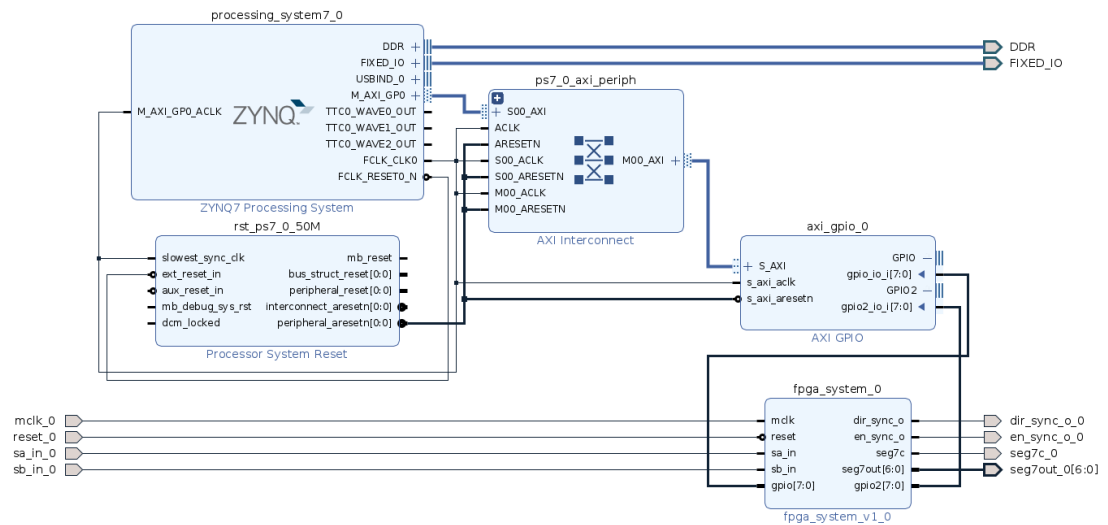 processing_system7_0
DDR
FIXED_IO
USBIND_0
M_AXI_GP0
M_AXI_GP0_ACLK
TTC0_WAVE0_OUT
TTC0_WAVE1_OUT
TTC0_WAVE2_OUT
FCLK_CLK0
FCLK_RESET0_N
ZYNQ
ZYNQ7 Processing System
DDR
FIXED_IO
ps7_0_axi_periph
S00_AXI
ACLK
ARESETN
S00_ACLK
S00_ARESETN
M00_ACLK
M00_ARESETN
M00_AXI
AXI Interconnect
rst_ps7_0_50M
slowest_sync_clk
ext_reset_in
aux_reset_in
mb_debug_sys_rst
dcm_locked
mb_reset
bus_struct_reset[0:0]
peripheral_reset[0:0]
interconnect_aresetn[0:0]
peripheral_aresetn[0:0]
Processor System Reset
axi_gpio_0
S_AXI
s_axi_aclk
s_axi_aresetn
GPIO
gpio_io_i[7:0]
GPIO2
gpio2_io_i[7:0]
AXI GPIO
mclk_0
reset_0
sa_in_0
sb_in_0
fpga_system_0
mclk
reset
sa_in
sb_in
gpio[7:0]
dir_sync_o
en_sync_o
seg7c
seg7out[6:0]
gpio2[7:0]
fpga_system_v1_0
dir_sync_o_0
en_sync_o_0
seg7c_0
seg7out_0[6:0]